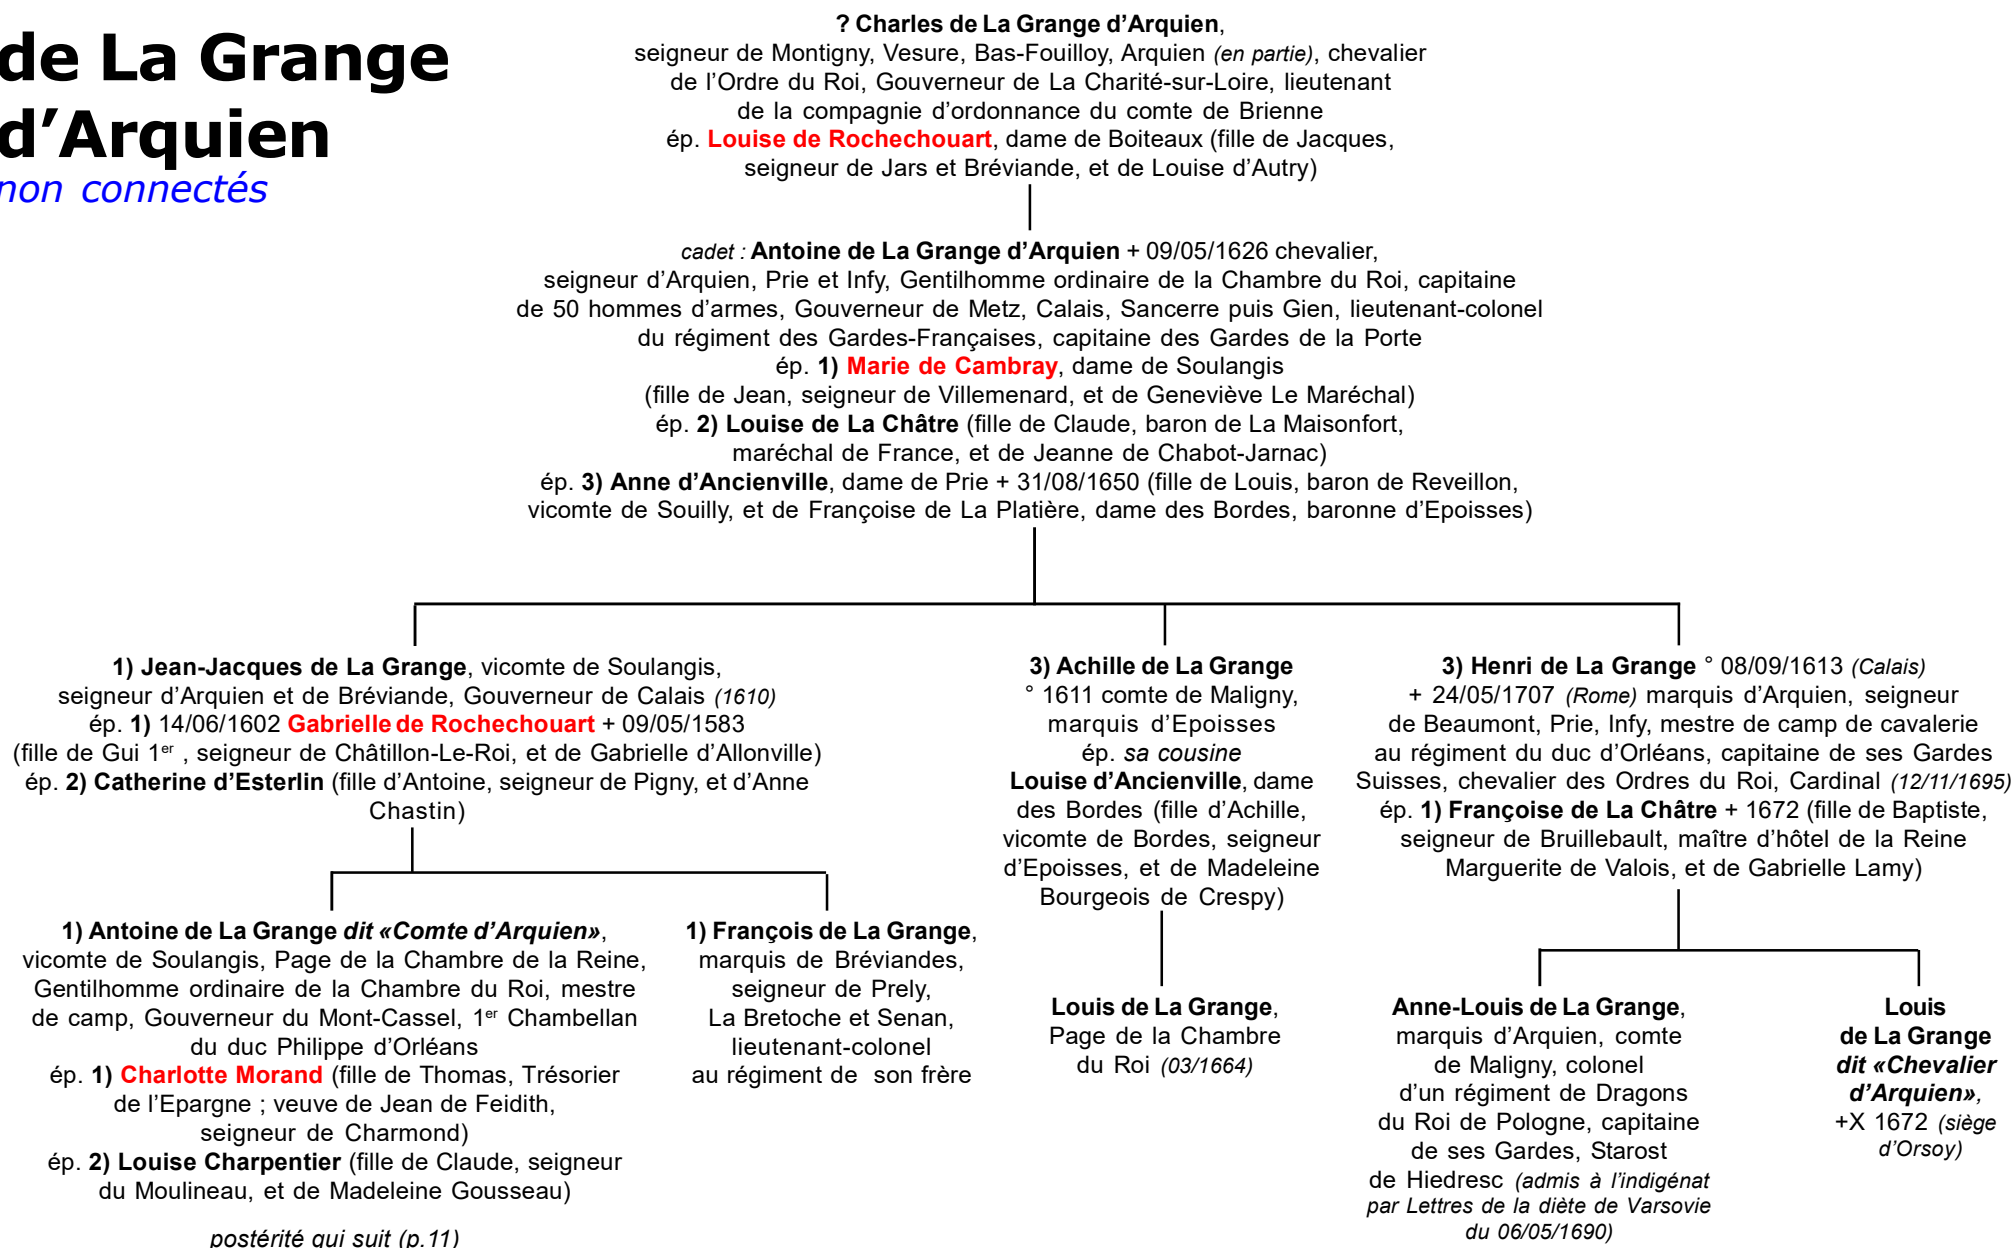 de La Grange
d’Arquien
non connectés
? Charles de La Grange d’Arquien,
seigneur de Montigny, Vesure, Bas-Fouilloy, Arquien (en partie), chevalier
de l’Ordre du Roi, Gouverneur de La Charité-sur-Loire, lieutenant
de la compagnie d’ordonnance du comte de Brienne
ép. Louise de Rochechouart, dame de Boiteaux (fille de Jacques,
seigneur de Jars et Bréviande, et de Louise d’Autry)
cadet : Antoine de La Grange d’Arquien + 09/05/1626 chevalier,
seigneur d’Arquien, Prie et Infy, Gentilhomme ordinaire de la Chambre du Roi, capitaine
de 50 hommes d’armes, Gouverneur de Metz, Calais, Sancerre puis Gien, lieutenant-colonel
du régiment des Gardes-Françaises, capitaine des Gardes de la Porte
ép. 1) Marie de Cambray, dame de Soulangis
(fille de Jean, seigneur de Villemenard, et de Geneviève Le Maréchal)
ép. 2) Louise de La Châtre (fille de Claude, baron de La Maisonfort,
maréchal de France, et de Jeanne de Chabot-Jarnac)
ép. 3) Anne d’Ancienville, dame de Prie + 31/08/1650 (fille de Louis, baron de Reveillon,
vicomte de Souilly, et de Françoise de La Platière, dame des Bordes, baronne d’Epoisses)
1) Jean-Jacques de La Grange, vicomte de Soulangis,
seigneur d’Arquien et de Bréviande, Gouverneur de Calais (1610)
ép. 1) 14/06/1602 Gabrielle de Rochechouart + 09/05/1583
(fille de Gui 1er , seigneur de Châtillon-Le-Roi, et de Gabrielle d’Allonville)
ép. 2) Catherine d’Esterlin (fille d’Antoine, seigneur de Pigny, et d’Anne
Chastin)
3) Achille de La Grange
° 1611 comte de Maligny,
marquis d’Epoisses
ép. sa cousine
Louise d’Ancienville, dame
des Bordes (fille d’Achille,
vicomte de Bordes, seigneur
d’Epoisses, et de Madeleine
Bourgeois de Crespy)
3) Henri de La Grange ° 08/09/1613 (Calais)
+ 24/05/1707 (Rome) marquis d’Arquien, seigneur
de Beaumont, Prie, Infy, mestre de camp de cavalerie
au régiment du duc d’Orléans, capitaine de ses Gardes
Suisses, chevalier des Ordres du Roi, Cardinal (12/11/1695)
ép. 1) Françoise de La Châtre + 1672 (fille de Baptiste,
seigneur de Bruillebault, maître d’hôtel de la Reine
Marguerite de Valois, et de Gabrielle Lamy)
1) Antoine de La Grange dit «Comte d’Arquien»,
vicomte de Soulangis, Page de la Chambre de la Reine,
Gentilhomme ordinaire de la Chambre du Roi, mestre
de camp, Gouverneur du Mont-Cassel, 1er Chambellan
du duc Philippe d’Orléans
ép. 1) Charlotte Morand (fille de Thomas, Trésorier
de l’Epargne ; veuve de Jean de Feidith,
seigneur de Charmond)
ép. 2) Louise Charpentier (fille de Claude, seigneur
du Moulineau, et de Madeleine Gousseau)
postérité qui suit (p.11)
1) François de La Grange,
marquis de Bréviandes,
seigneur de Prely,
La Bretoche et Senan,
lieutenant-colonel
au régiment de son frère
Louis de La Grange,
Page de la Chambre
du Roi (03/1664)
Anne-Louis de La Grange,
marquis d’Arquien, comte
de Maligny, colonel
d’un régiment de Dragons
du Roi de Pologne, capitaine
de ses Gardes, Starost
de Hiedresc (admis à l’indigénat
par Lettres de la diète de Varsovie
du 06/05/1690)
Louis
de La Grange
dit «Chevalier
d’Arquien»,
+X 1672 (siège
d’Orsoy)